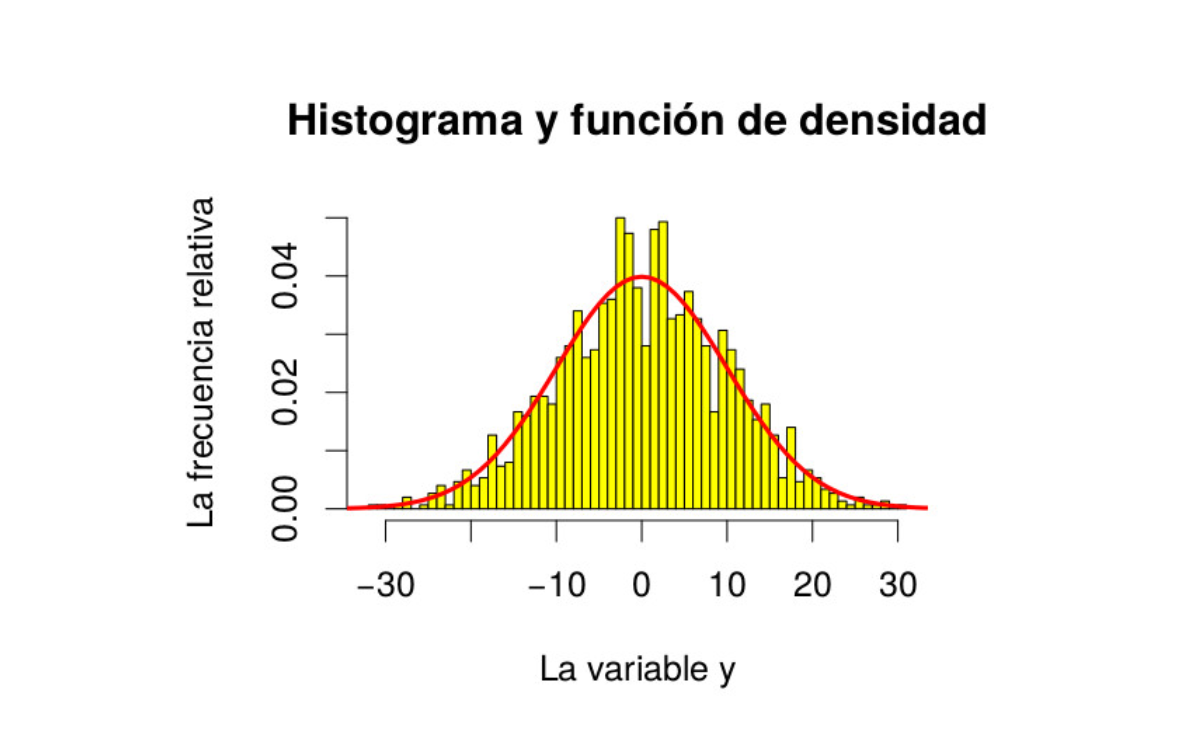 Histograma y función de densidad
La frecuencia relativa
0.04
0.02
0.00
−30 −10 0 10 20 30
La variable y